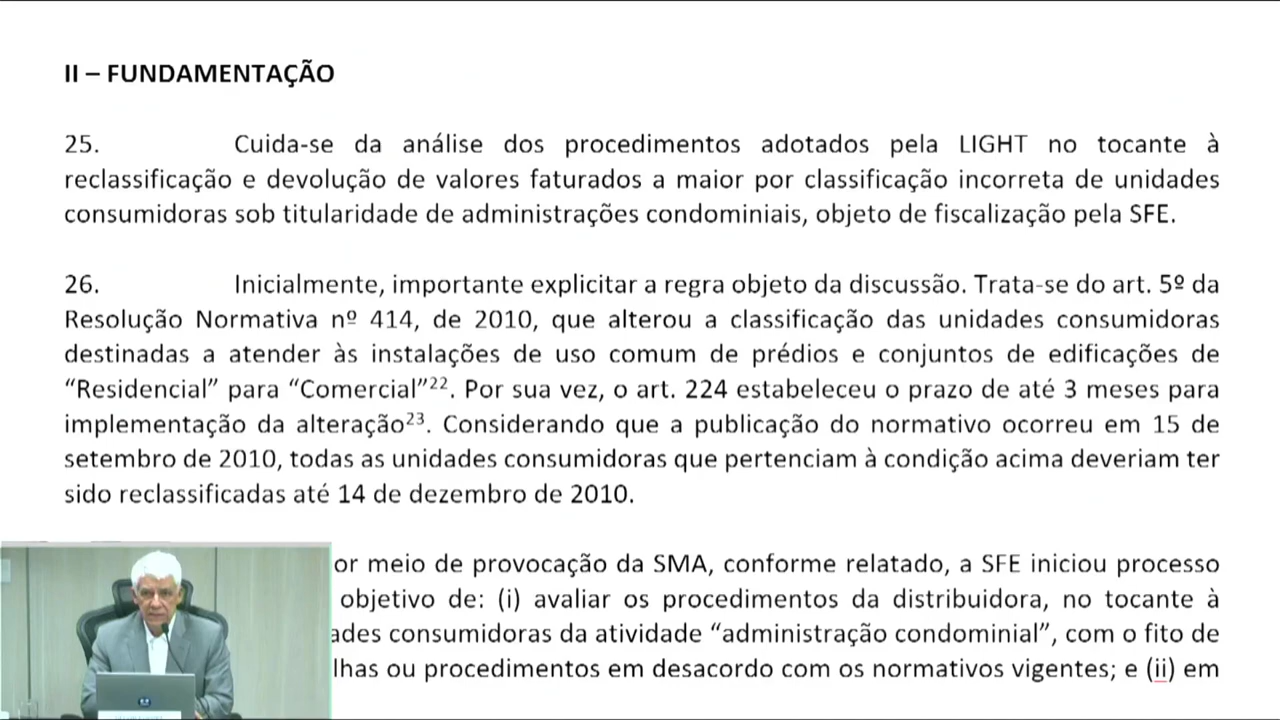 II – FUNDAMENTAÇÃO
25. Cuida-se da análise dos procedimentos adotados pela LIGHT no tocante à
reclassificação e devolução de valores faturados a maior por classificação incorreta de unidades
consumidoras sob titularidade de administrações condominiais, objeto de fiscalização pela SFE.
26. Inicialmente, importante explicitar a regra objeto da discussão. Trata-se do art. 5º da
Resolução Normativa nº 414, de 2010, que alterou a classificação das unidades consumidoras
destinadas a atender às instalações de uso comum de prédios e conjuntos de edificações de
“Residencial” para “Comercial”²². Por sua vez, o art. 224 estabeleceu o prazo de até 3 meses para
implementação da alteração²³. Considerando que a publicação do normativo ocorreu em 15 de
setembro de 2010, todas as unidades consumidoras que pertenciam à condição acima deveriam ter
sido reclassificadas até 14 de dezembro de 2010.
or meio de provocação da SMA, conforme relatado, a SFE iniciou processo
objetivo de: (i) avaliar os procedimentos da distribuidora, no tocante à
ades consumidoras da atividade “administração condominial”, com o fito de
lhas ou procedimentos em desacordo com os normativos vigentes; e (ii) em